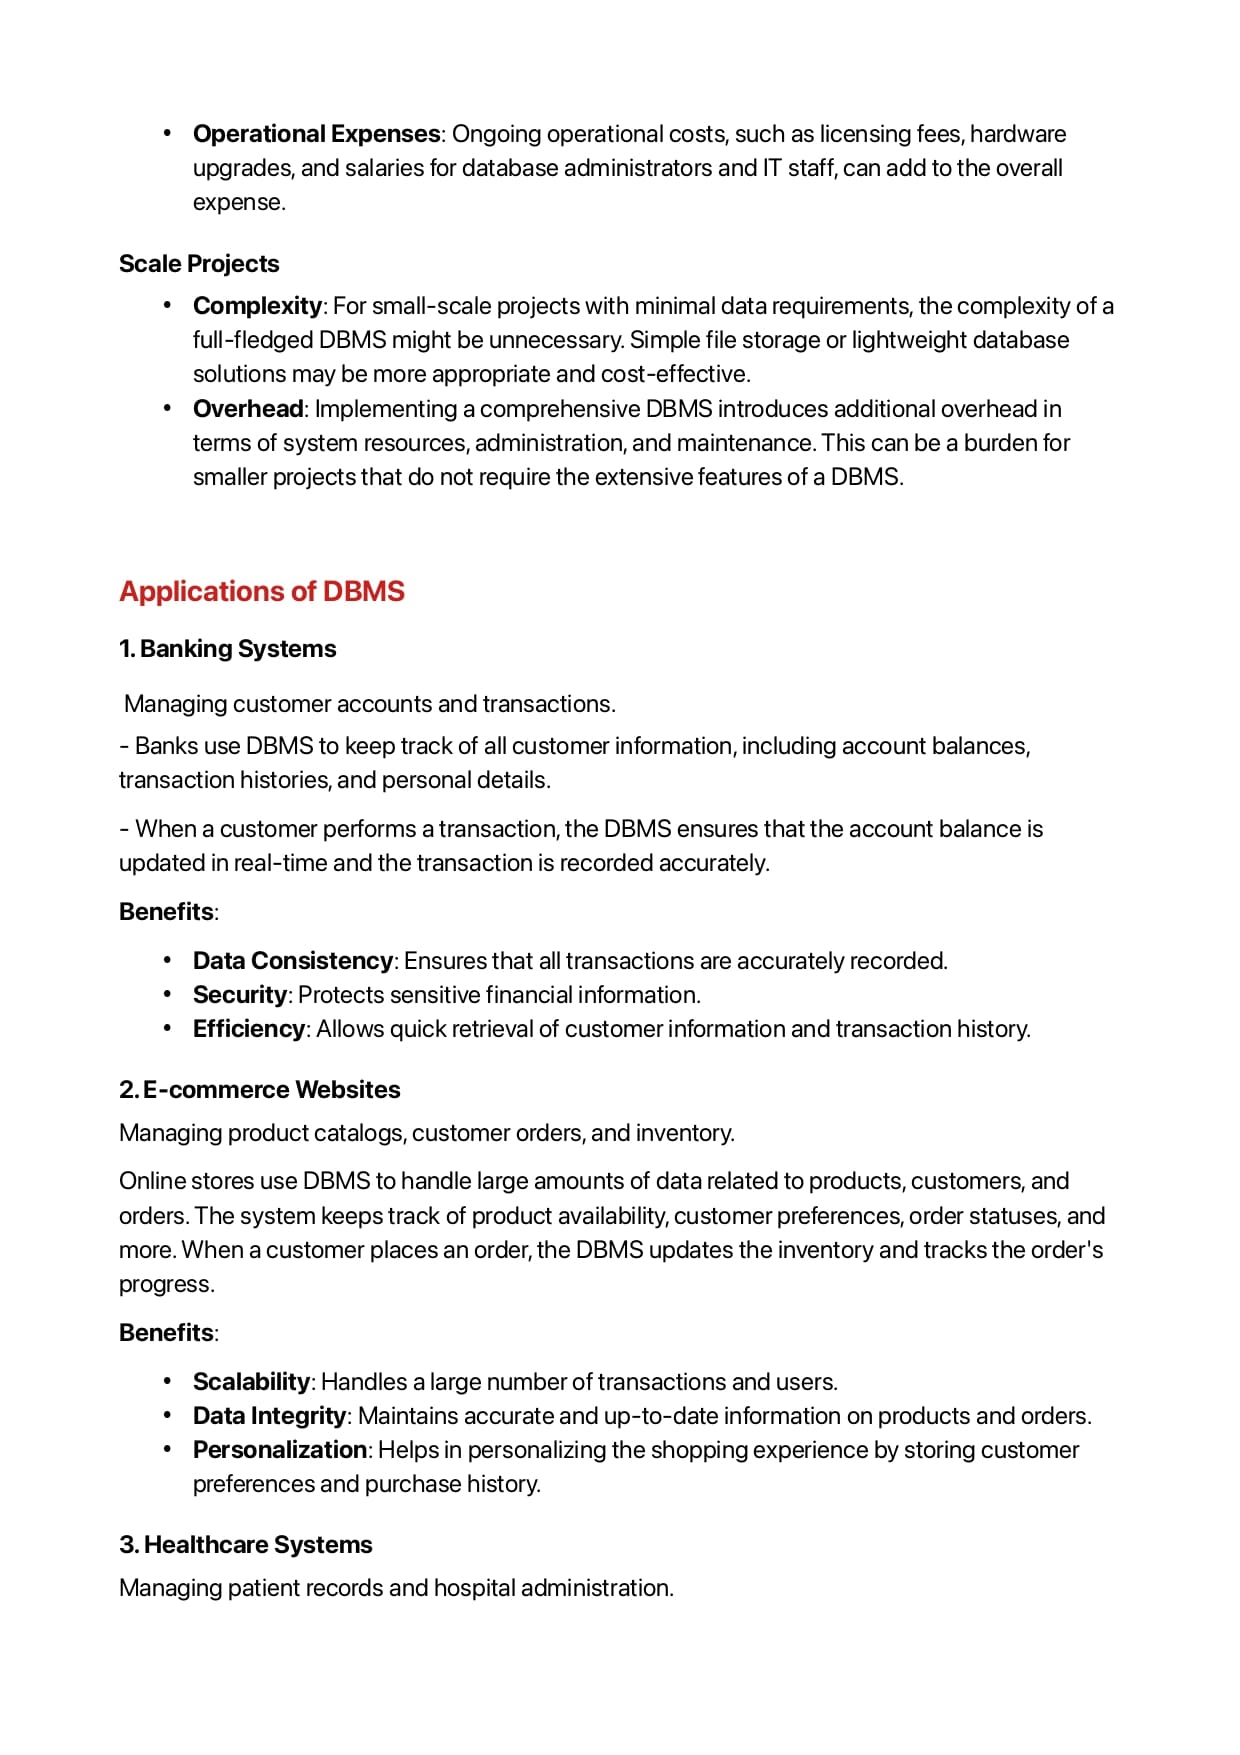 • Operational Expenses: Ongoing operational costs, such as licensing fees, hardware
upgrades, and salaries for database administrators and IT staff, can add to the overall
expense.
Scale Projects
• Complexity: For small-scale projects with minimal data requirements, the complexity of a
full-fledged DBMS might be unnecessary. Simple file storage or lightweight database
solutions may be more appropriate and cost-effective.
• Overhead: Implementing a comprehensive DBMS introduces additional overhead in
terms of system resources, administration, and maintenance. This can be a burden for
smaller projects that do not require the extensive features of a DBMS.
Applications of DBMS
1. Banking Systems
Managing customer accounts and transactions.
- Banks use DBMS to keep track of all customer information, including account balances,
transaction histories, and personal details.
- When a customer performs a transaction, the DBMS ensures that the account balance is
updated in real-time and the transaction is recorded accurately.
Benefits:
• Data Consistency: Ensures that all transactions are accurately recorded.
• Security: Protects sensitive financial information.
• Efficiency: Allows quick retrieval of customer information and transaction history.
2. E-commerce Websites
Managing product catalogs, customer orders, and inventory.
Online stores use DBMS to handle large amounts of data related to products, customers, and
orders. The system keeps track of product availability, customer preferences, order statuses, and
more. When a customer places an order, the DBMS updates the inventory and tracks the order's
progress.
Benefits:
• Scalability: Handles a large number of transactions and users.
• Data Integrity: Maintains accurate and up-to-date information on products and orders.
• Personalization: Helps in personalizing the shopping experience by storing customer
preferences and purchase history.
3. Healthcare Systems
Managing patient records and hospital administration.